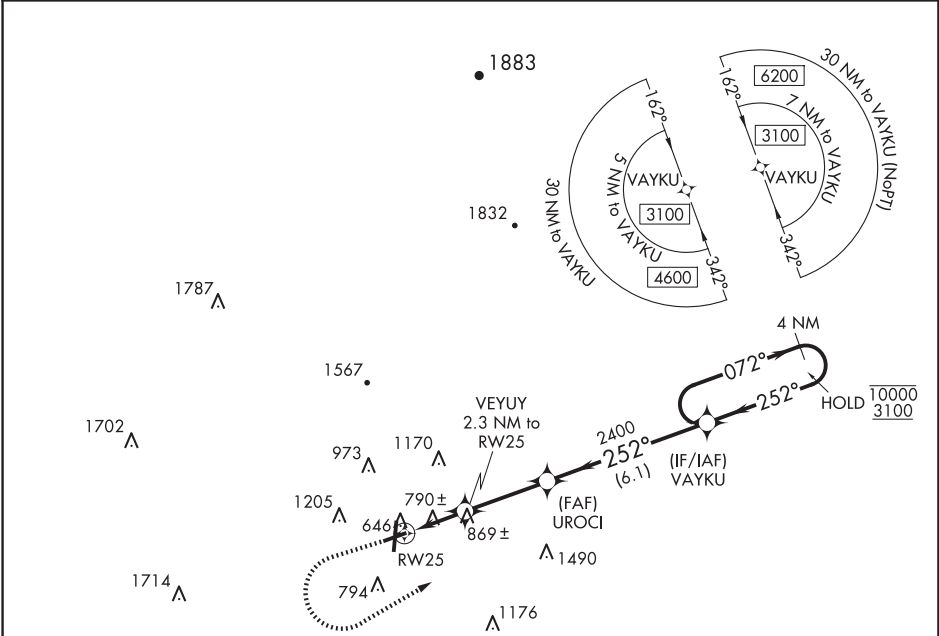 1883
1832
1787
1567
1702
973
1170
1205
790±
646
869±
1490
794
1714
1176
162°
30 NM to VAYKU
5 NM to VAYKU
VAYKU
3100
4600
342°
162°
6200
30 NM to VAYKU (NoPT)
7 NM to VAYKU
3100
VAYKU
342°
4 NM
072°
252°
HOLD
10000
3100
(IF/IAF)
VAYKU
2400
252°
(6.1)
(FAF)
UROCI
VEYUY
2.3 NM to
RW25
RW25